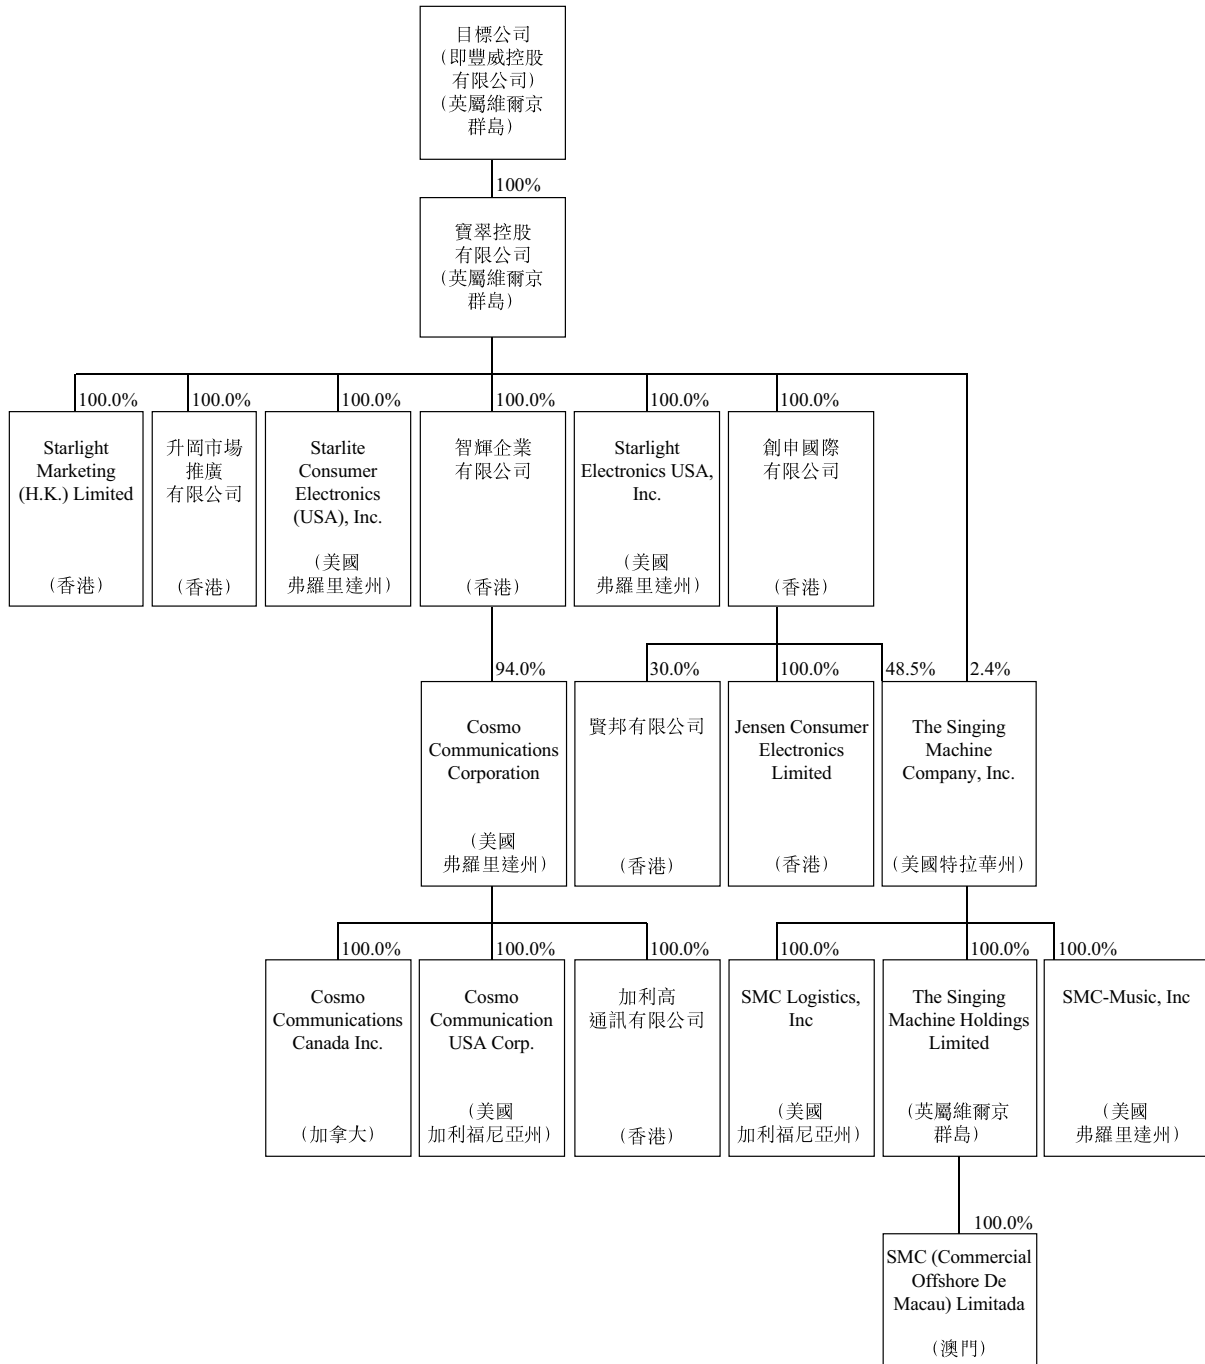 目標公司
（即豐威控股
有限公司）
（英屬維爾京
群島）
100%
寶翠控股
有限公司
（英屬維爾京
群島）
100.0%
Starlight
Marketing
(H.K.) Limited
（香港）
100.0%
升岡市場
推廣
有限公司
（香港）
100.0%
Starlite
Consumer
Electronics
(USA), Inc.
（美國
弗羅里達州）
100.0%
智輝企業
有限公司
（香港）
100.0%
Starlight
Electronics USA,
Inc.
（美國
弗羅里達州）
100.0%
創申國際
有限公司
（香港）
94.0%
Cosmo
Communications
Corporation
（美國
弗羅里達州）
30.0%
賢邦有限公司
（香港）
100.0%
Jensen Consumer
Electronics
Limited
（香港）
48.5%
2.4%
The Singing
Machine
Company, Inc.
（美國特拉華州）
100.0%
Cosmo
Communications
Canada Inc.
（加拿大）
100.0%
Cosmo
Communication
USA Corp.
（美國
加利福尼亞州）
100.0%
加利高
通訊有限公司
（香港）
100.0%
SMC Logistics,
Inc
（美國
加利福尼亞州）
100.0%
The Singing
Machine Holdings
Limited
（英屬維爾京
群島）
100.0%
SMC-Music, Inc
（美國
弗羅里達州）
100.0%
SMC (Commercial
Offshore De
Macau) Limitada
（澳門）